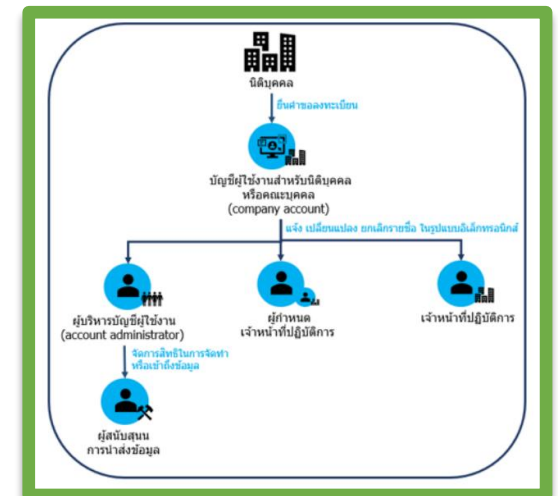 นิติบุคคล
ยื่นคำขอลงทะเบียน
บัญชีผู้ใช้งานสำหรับนิติบุคคล
หรือคณะบุคคล
(company account)
แจ้ง เปลี่ยนแปลง ยกเลิกรายชื่อ ในรูปแบบอิเล็กทรอนิกส์
ผู้บริหารบัญชีผู้ใช้งาน
(account administrator)
ผู้กำหนด
เจ้าหน้าที่ปฏิบัติการ
เจ้าหน้าที่ปฏิบัติการ
จัดการสิทธิในการจัดทำ
หรือเข้าถึงข้อมูล
ผู้สนับสนุน
การนำส่งข้อมูล